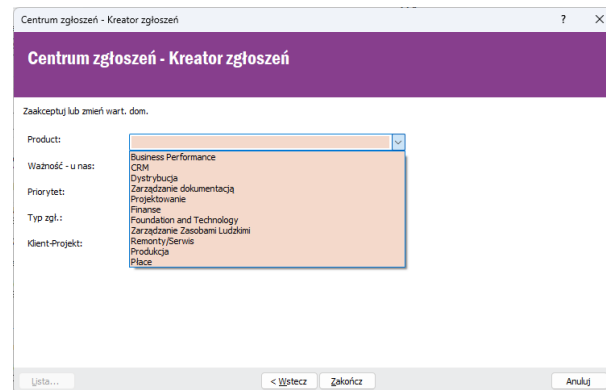 Centrum zgłoszeń - Kreator zgłoszeń
Centrum zgłoszeń - Kreator zgłoszeń
Zaakceptuj lub zmień wart. dom.
Product:
Ważność - u nas:
Priorytet:
Typ zgł.:
Klient-Projekt:
Business Performance
CRM
Dystrybucja
Zarządzanie dokumentacją
Projektowanie
Finanse
Foundation and Technology
Zarządzanie Zasobami Ludzkimi
Remonty/Serwis
Produkcja
Płace
Lista...
< Wstecz
Zakończ
Anuluj